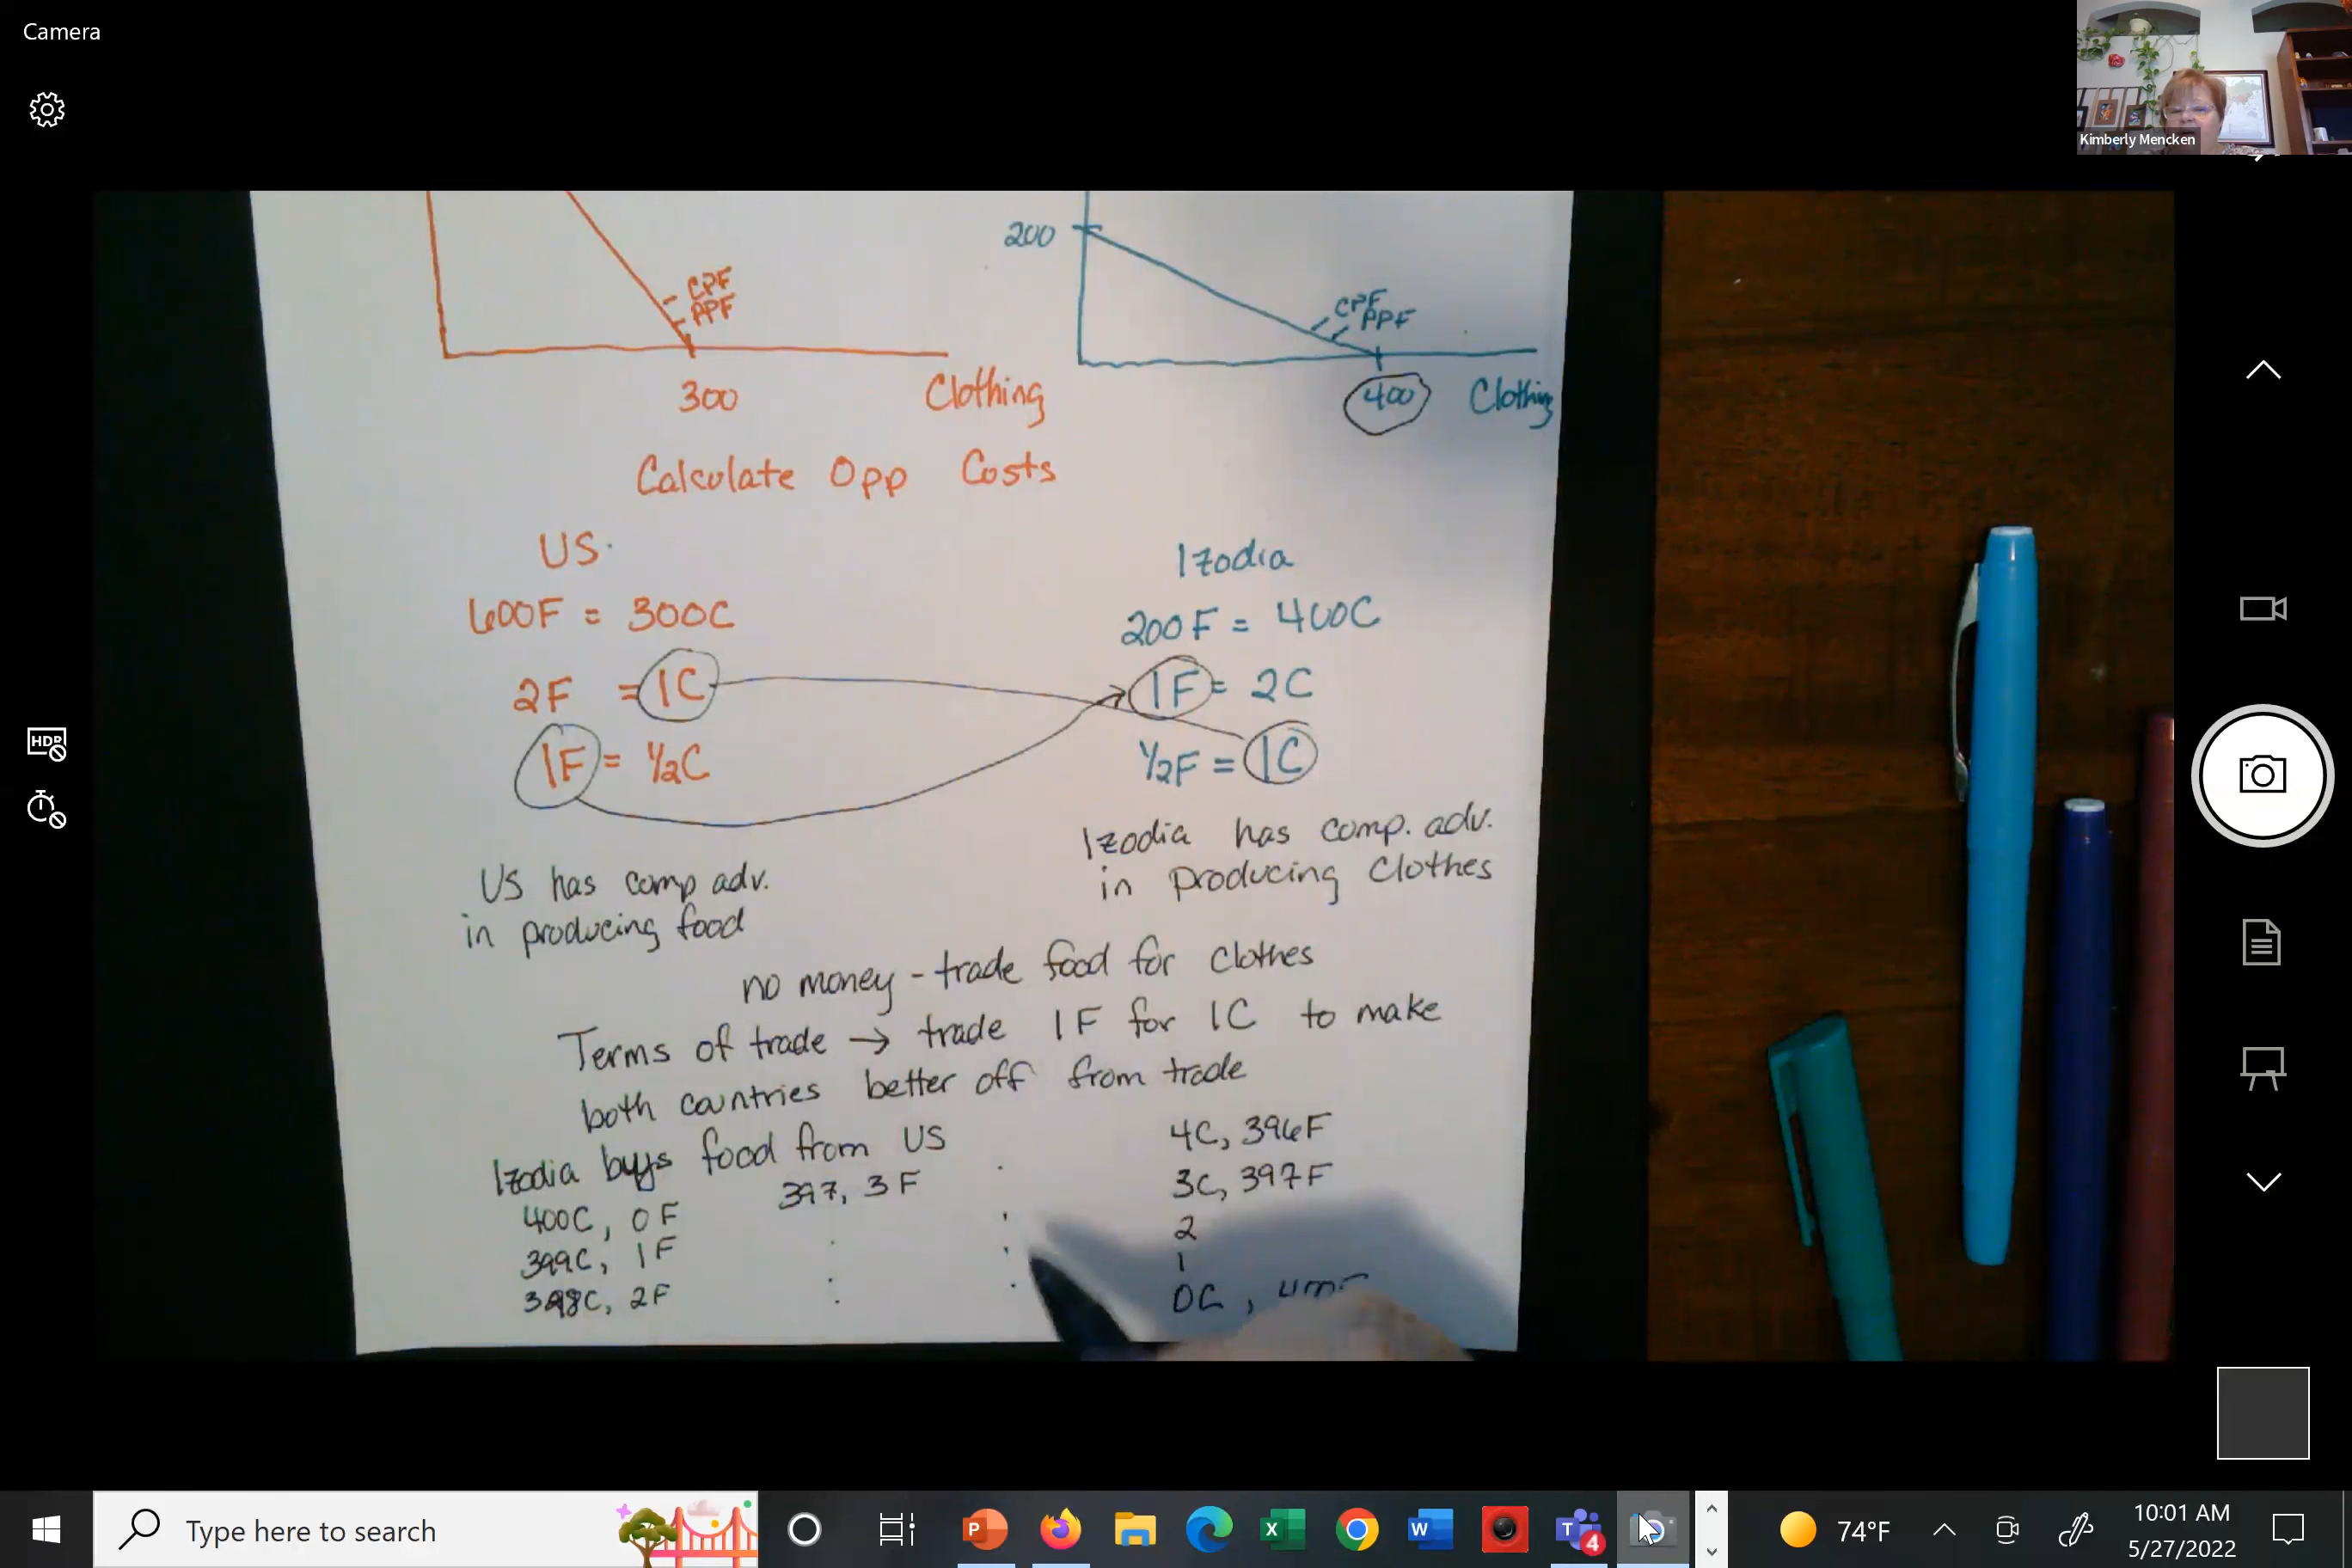 Camera
Kimberly Mencken
200
CPF
PPF
CPF
PPF
300
Clothing
400
Clothing
Calculate Opp Costs
US
600F = 300C
2F = 1C
1F = ½C
Izodia
200F = 400C
1F = 2C
½F = 1C
US has comp adv.
in producing food
Izodia has comp. adv.
in producing clothes
no money - trade food for clothes
Terms of trade → trade 1F for 1C to make
both countries better off from trade
Izodia buys food from US
400C, 0F
399C, 1F
398C, 2F
397, 3F
4C, 396F
3C, 397F
2
1
0C,
HDR
Type here to search
4
74°F
10:01 AM
5/27/2022